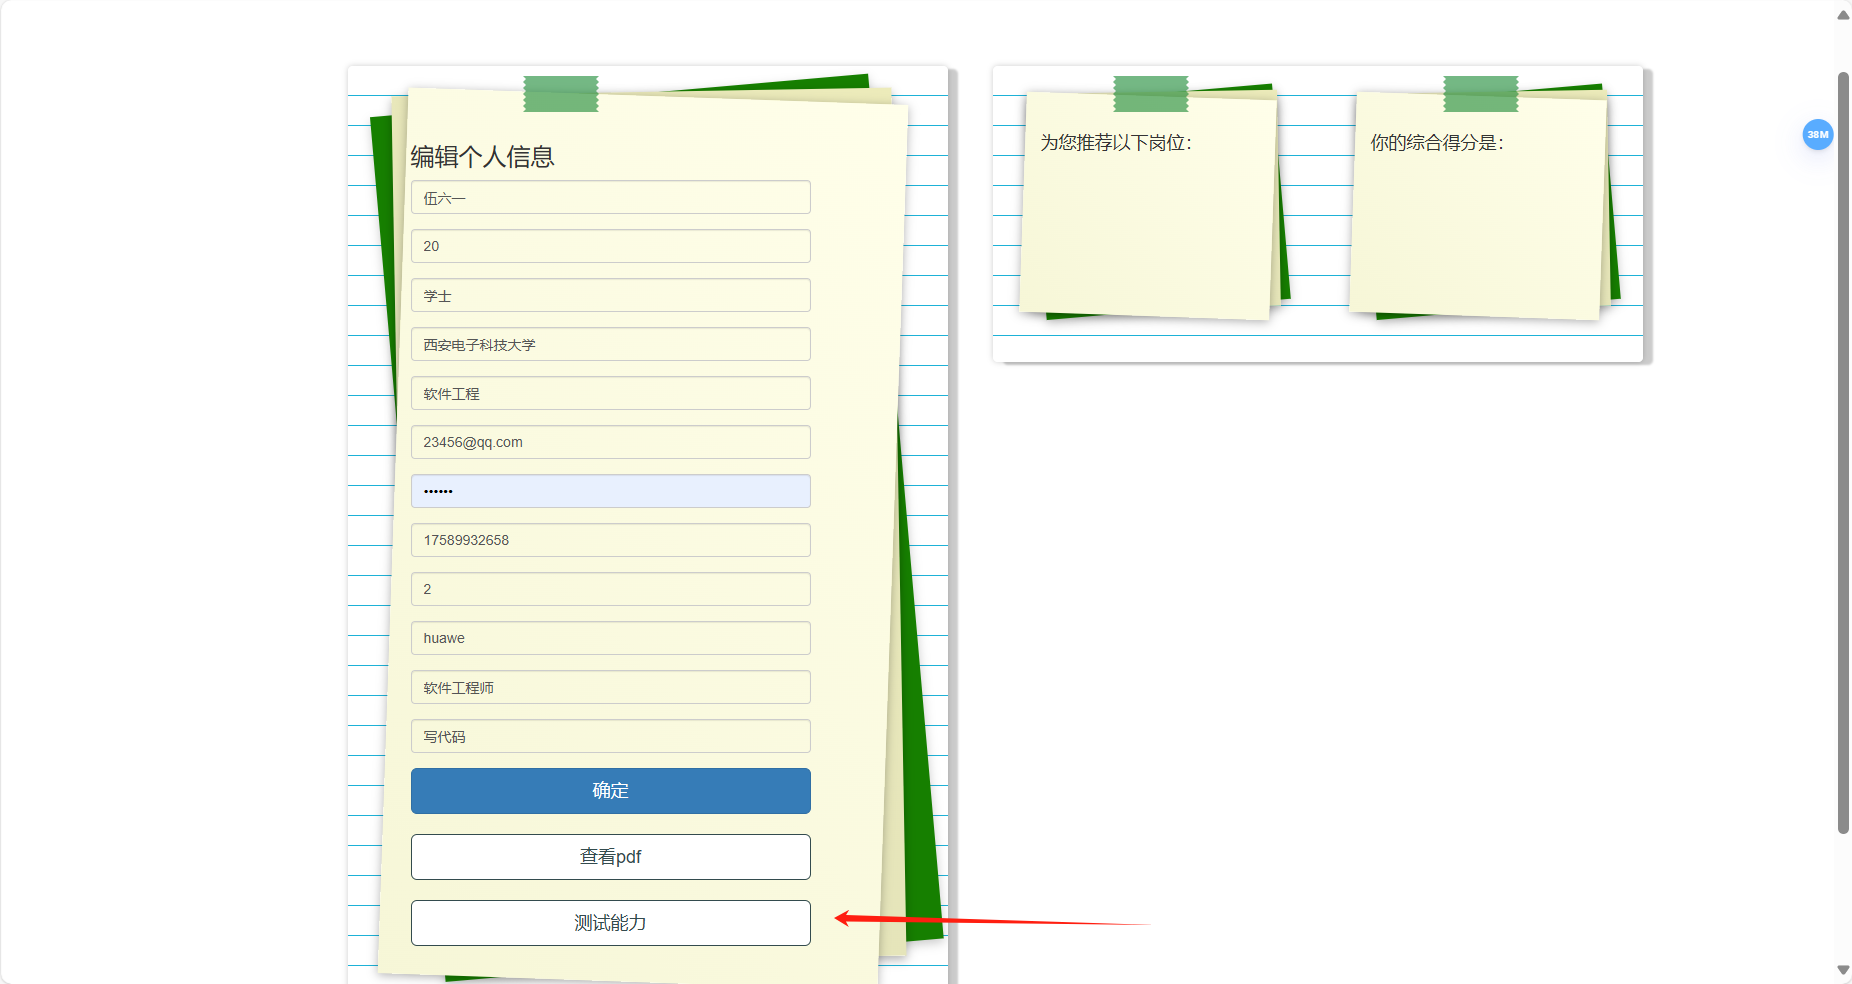 编辑个人信息
伍六一
20
学士
西安电子科技大学
软件工程
23456@qq.com
••••••
17589932658
2
huawe
软件工程师
写代码
确定
查看pdf
测试能力
为您推荐以下岗位：
你的综合得分是：
38M